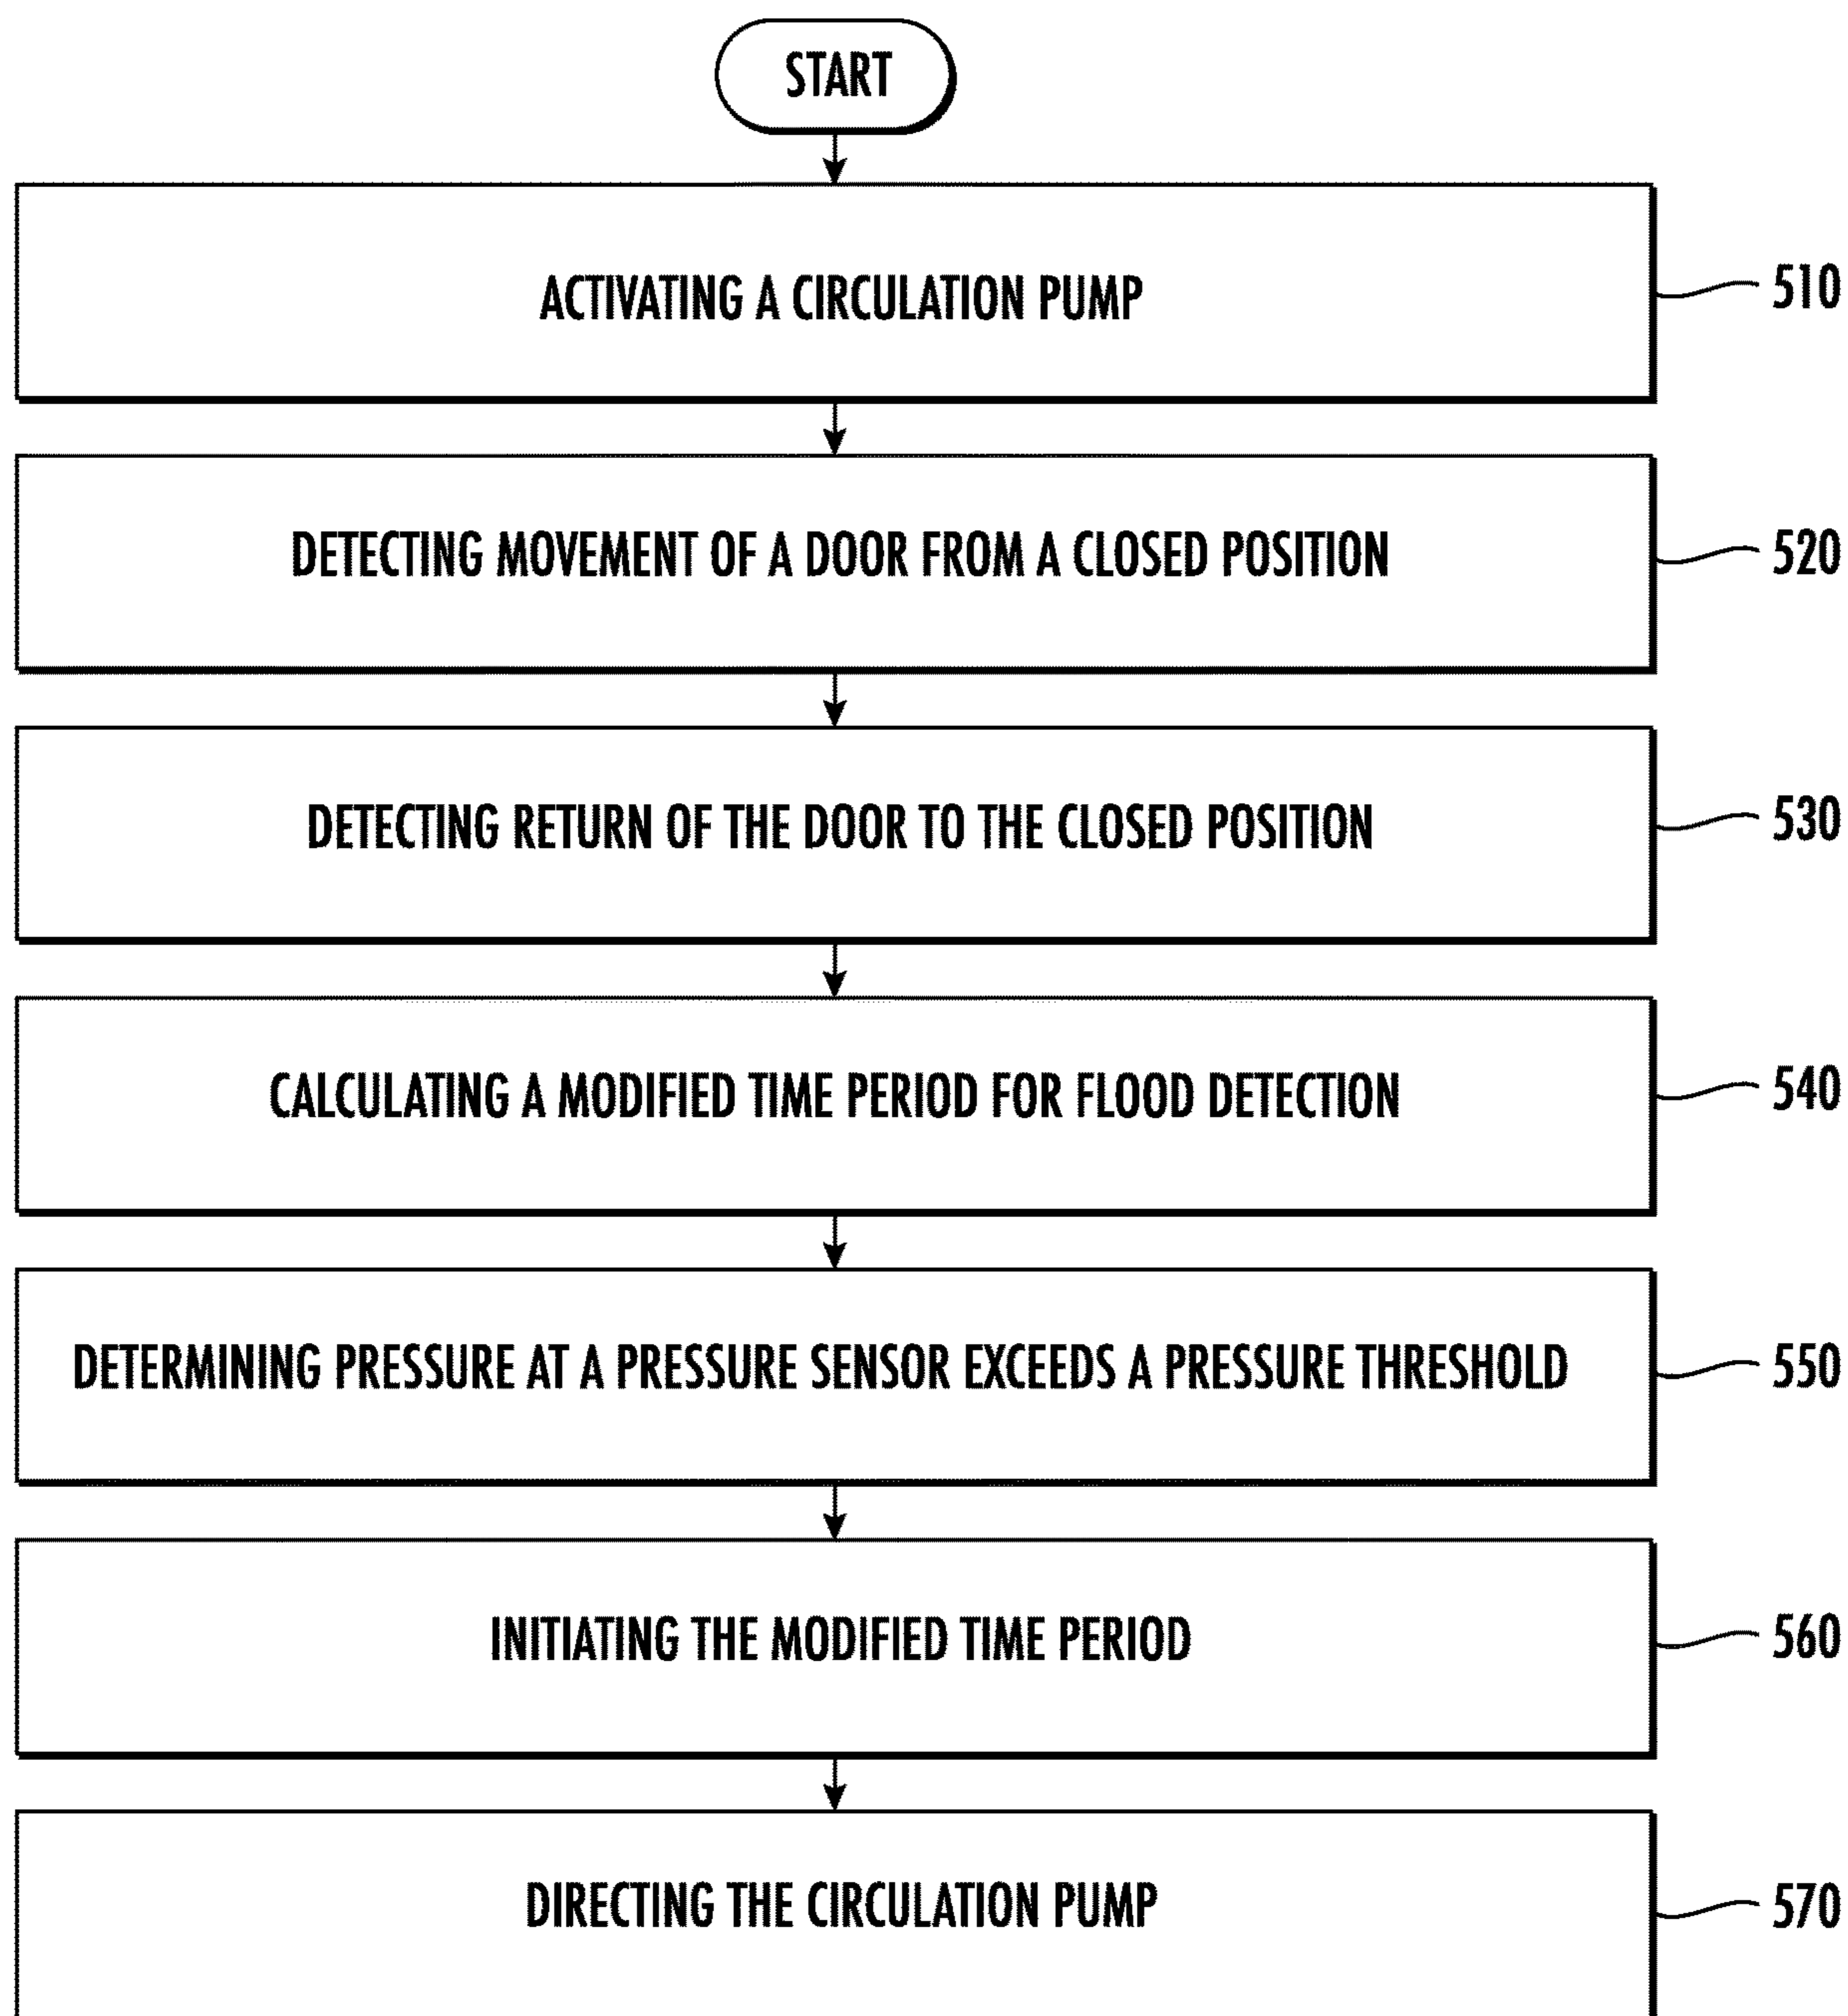 START
ACTIVATING A CIRCULATION PUMP
510
DETECTING MOVEMENT OF A DOOR FROM A CLOSED POSITION
520
DETECTING RETURN OF THE DOOR TO THE CLOSED POSITION
530
CALCULATING A MODIFIED TIME PERIOD FOR FLOOD DETECTION
540
DETERMINING PRESSURE AT A PRESSURE SENSOR EXCEEDS A PRESSURE THRESHOLD
550
INITIATING THE MODIFIED TIME PERIOD
560
DIRECTING THE CIRCULATION PUMP
570